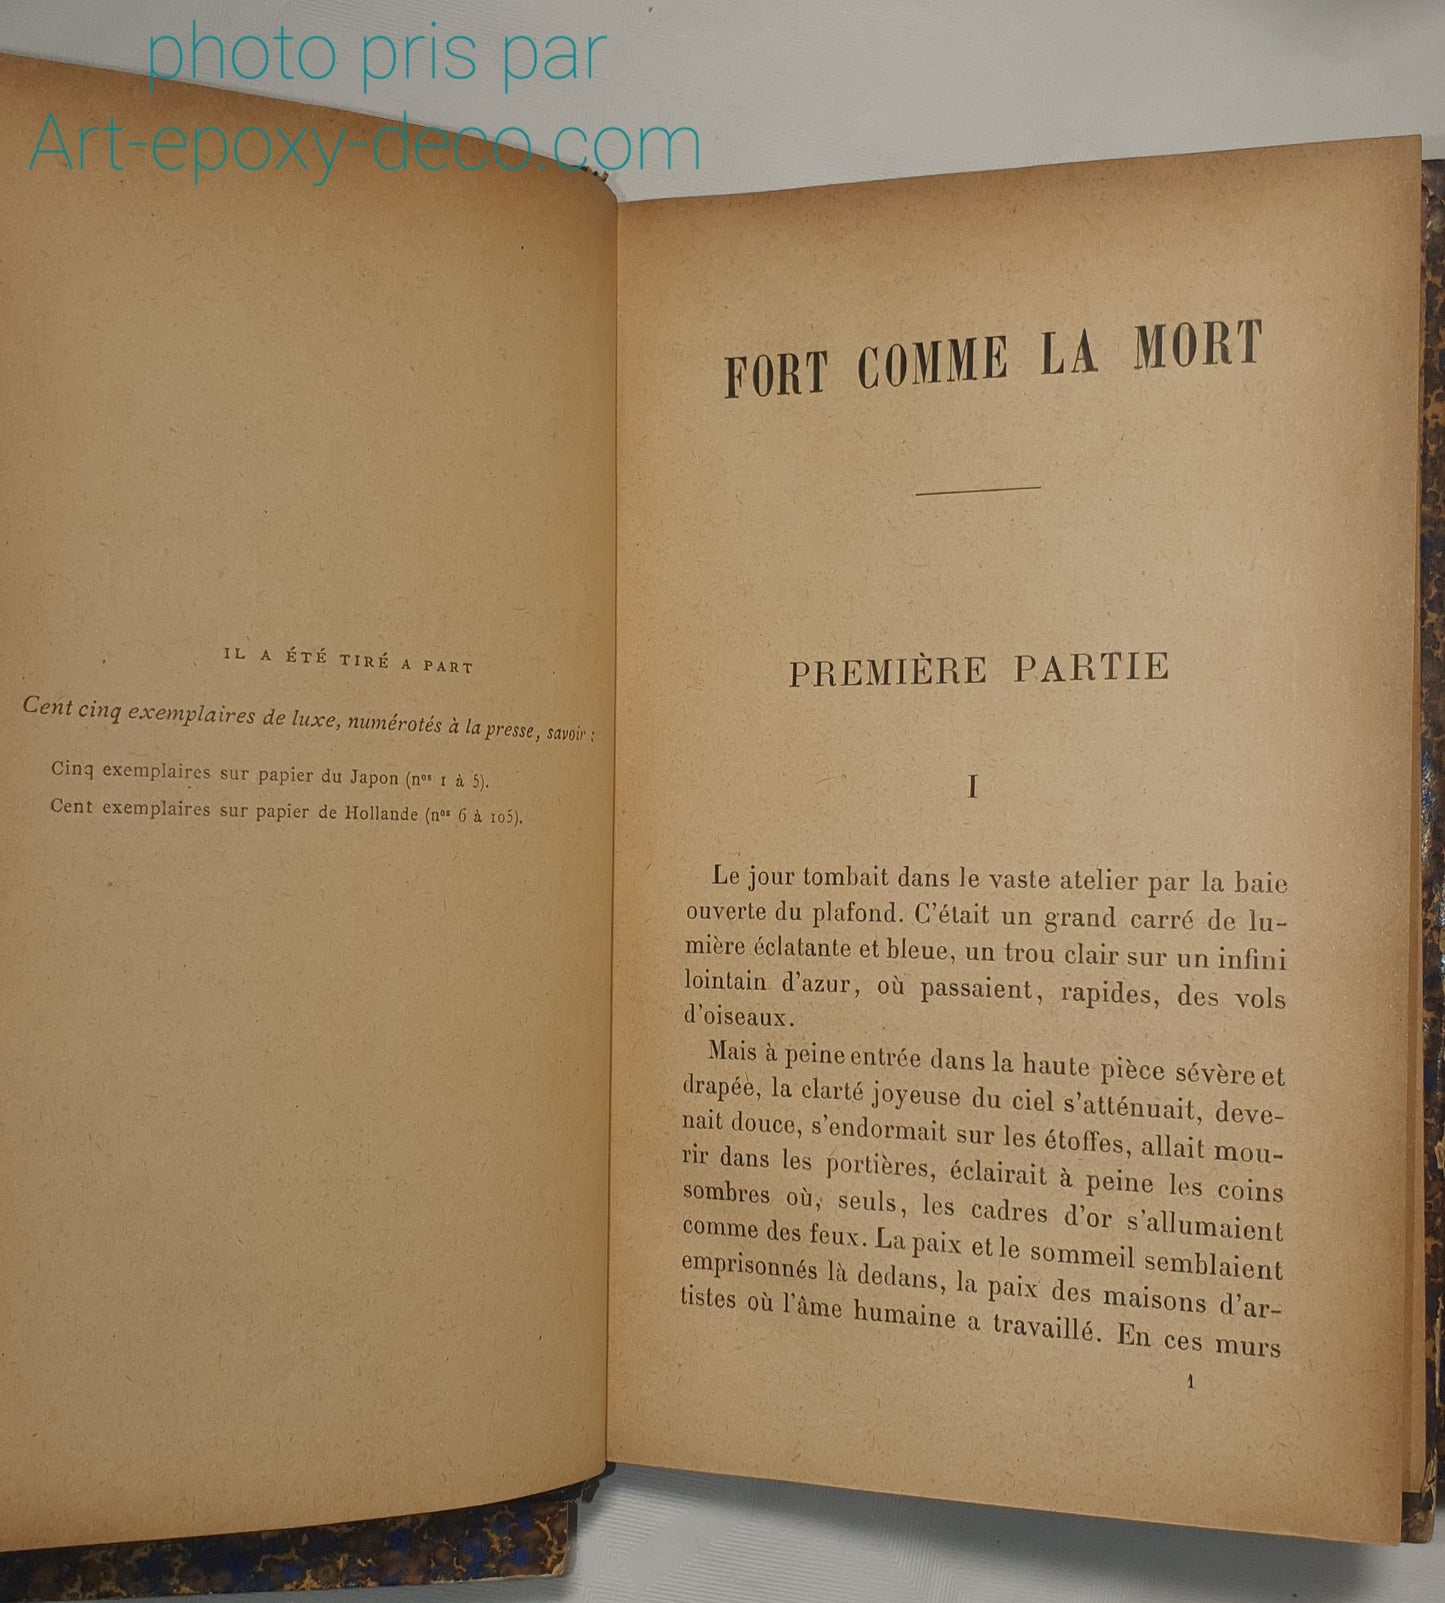 photo pris par
Art-epoxy-deco.com
IL A ÉTÉ TIRÉ A PART
Cent cinq exemplaires de luxe, numérotés à la presse, savoir :
Cinq exemplaires sur papier du Japon (nos 1 à 5).
Cent exemplaires sur papier de Hollande (nos 6 à 105).
FORT COMME LA MORT
PREMIÈRE PARTIE
I
Le jour tombait dans le vaste atelier par la baie
ouverte du plafond. C'était un grand carré de lu-
mière éclatante et bleue, un trou clair sur un infini
lointain d'azur, où passaient, rapides, des vols
d'oiseaux.
Mais à peine entrée dans la haute pièce sévère et
drapée, la clarté joyeuse du ciel s'atténuait, deve-
nait douce, s'endormait sur les étoffes, allait mou-
rir dans les portières, éclairait à peine les coins
sombres où, seuls, les cadres d'or s'allumaient
comme des feux. La paix et le sommeil semblaient
emprisonnés là dedans, la paix des maisons d'ar-
tistes où l'âme humaine a travaillé. En ces murs
1